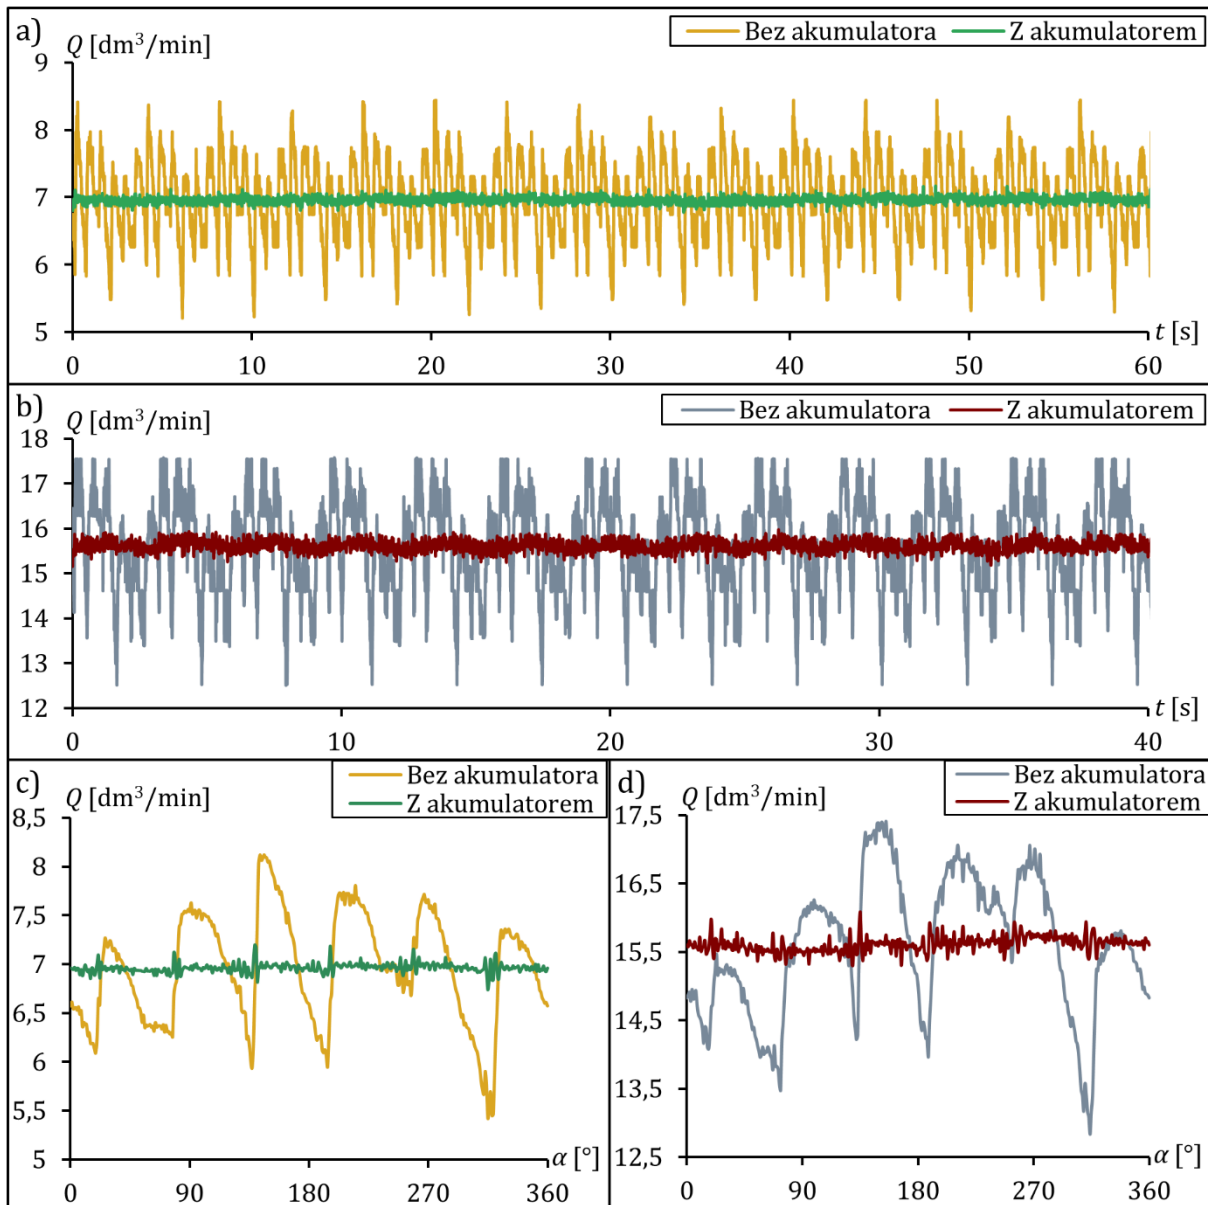 a)
Q [dm³/min]
Bez akumulatora
Z akumulatorem
9
8
7
6
5
t [s]
0 10 20 30 40 50 60
b)
Q [dm³/min]
Bez akumulatora
Z akumulatorem
18
17
16
15
14
13
12
t [s]
0 10 20 30 40
c)
Q [dm³/min]
Bez akumulatora
Z akumulatorem
8,5
8
7,5
7
6,5
6
5,5
5
α [°]
0 90 180 270 360
d)
Q [dm³/min]
Bez akumulatora
Z akumulatorem
17,5
16,5
15,5
14,5
13,5
12,5
α [°]
0 90 180 270 360